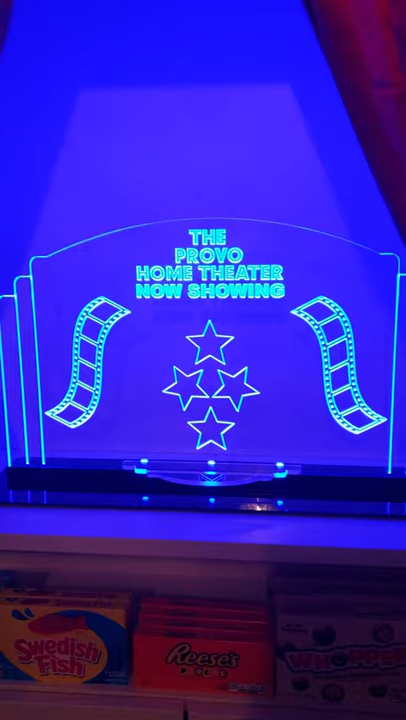 THE
PROVO
HOME THEATER
NOW SHOWING
Swedish
Fish
Reese's
PIECES
WHOPPERS